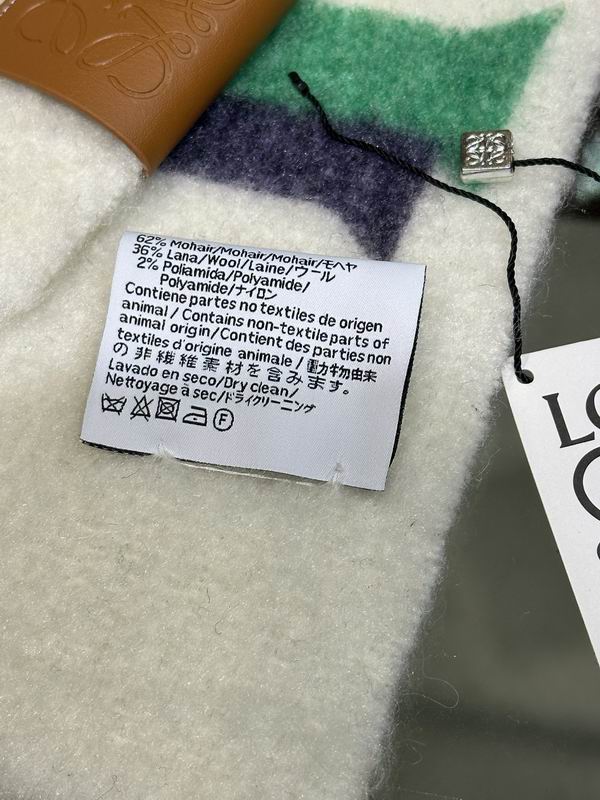 62% Mohair/Mohair/Mohair/モヘヤ
36% Lana/Wool/Laine/ウール
2% Poliamida/Polyamide/
Polyamide/ナイロン
Contiene partes no textiles de origen
animal / Contains non-textile parts of
animal origin/Contient des parties non
textiles d'origine animale / 動力キ勿由来
の非繊維素材を含みます。
Lavado en seco/Dry clean/
Nettoyage à sec/ドライクリーニング
F
LO